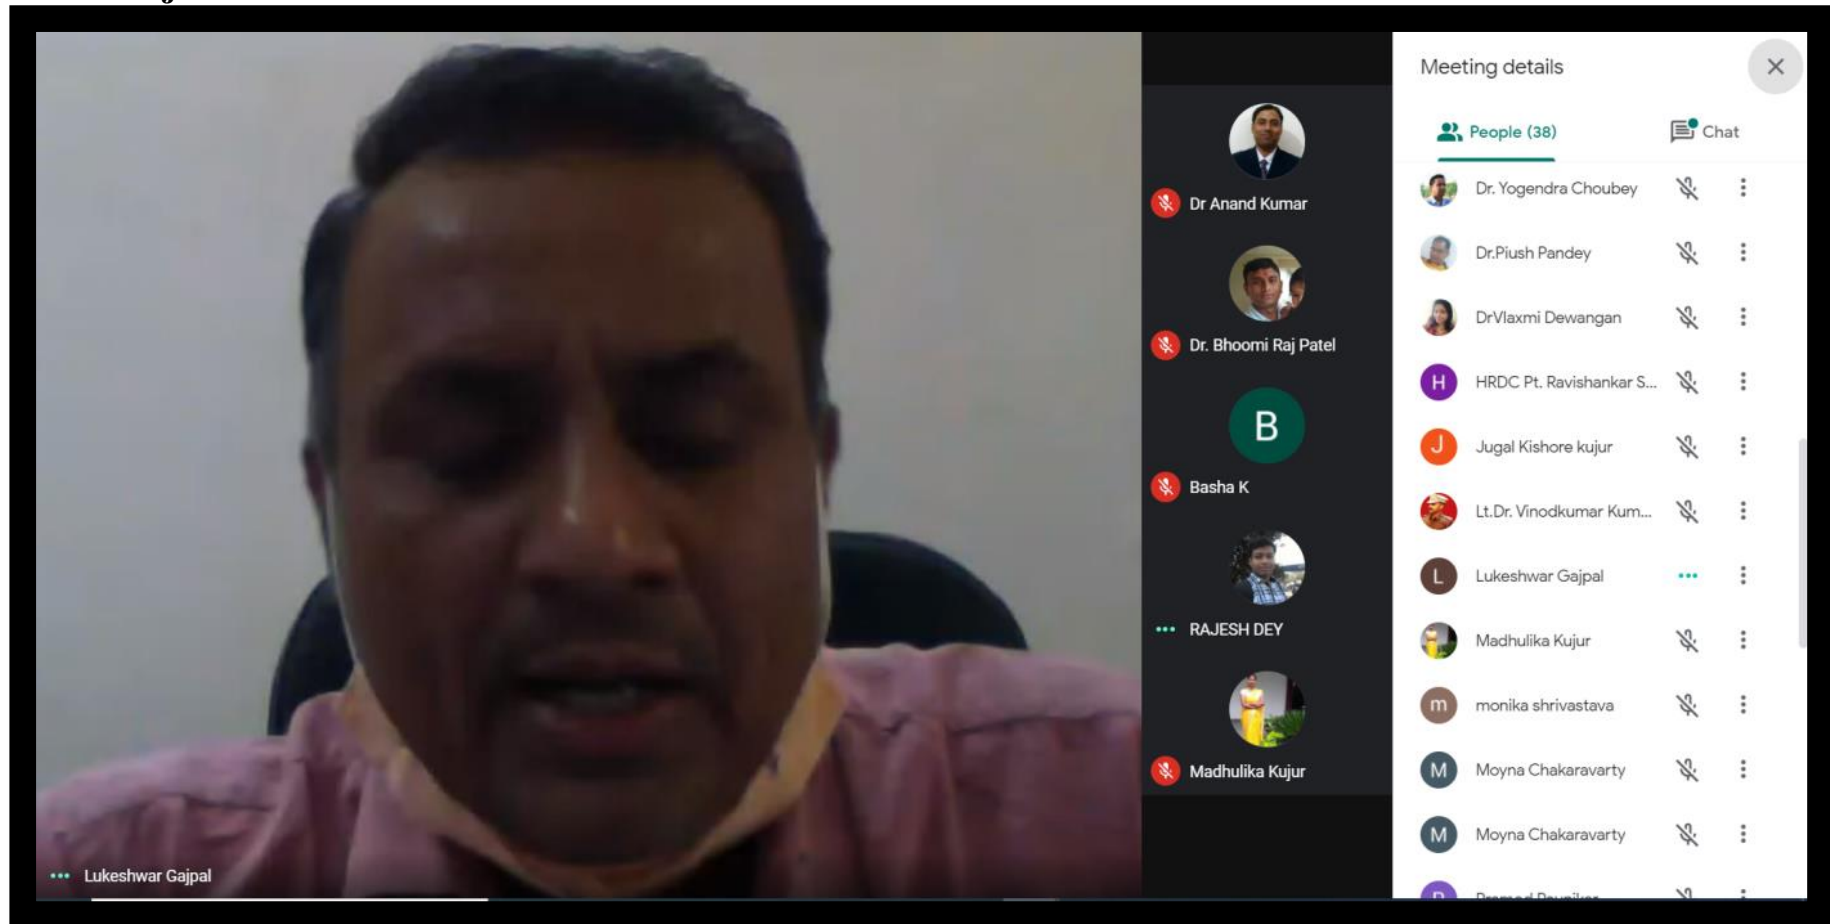 Lukeshwar Gajpal
Dr Anand Kumar
Dr. Bhoomi Raj Patel
B
Basha K
RAJESH DEY
Madhulika Kujur
Meeting details
People (38)
Chat
Dr. Yogendra Choubey
Dr.Piush Pandey
DrVlaxmi Dewangan
H HRDC Pt. Ravishankar S...
J Jugal Kishore kujur
Lt.Dr. Vinodkumar Kum...
L Lukeshwar Gajpal
Madhulika Kujur
m monika shrivastava
M Moyna Chakaravarty
M Moyna Chakaravarty